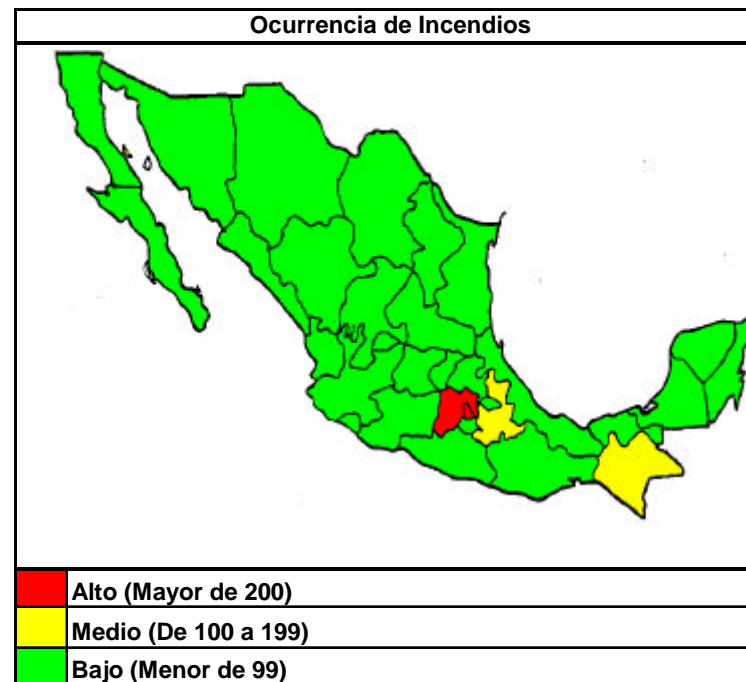 Ocurrencia de Incendios
Alto (Mayor de 200)
Medio (De 100 a 199)
Bajo (Menor de 99)